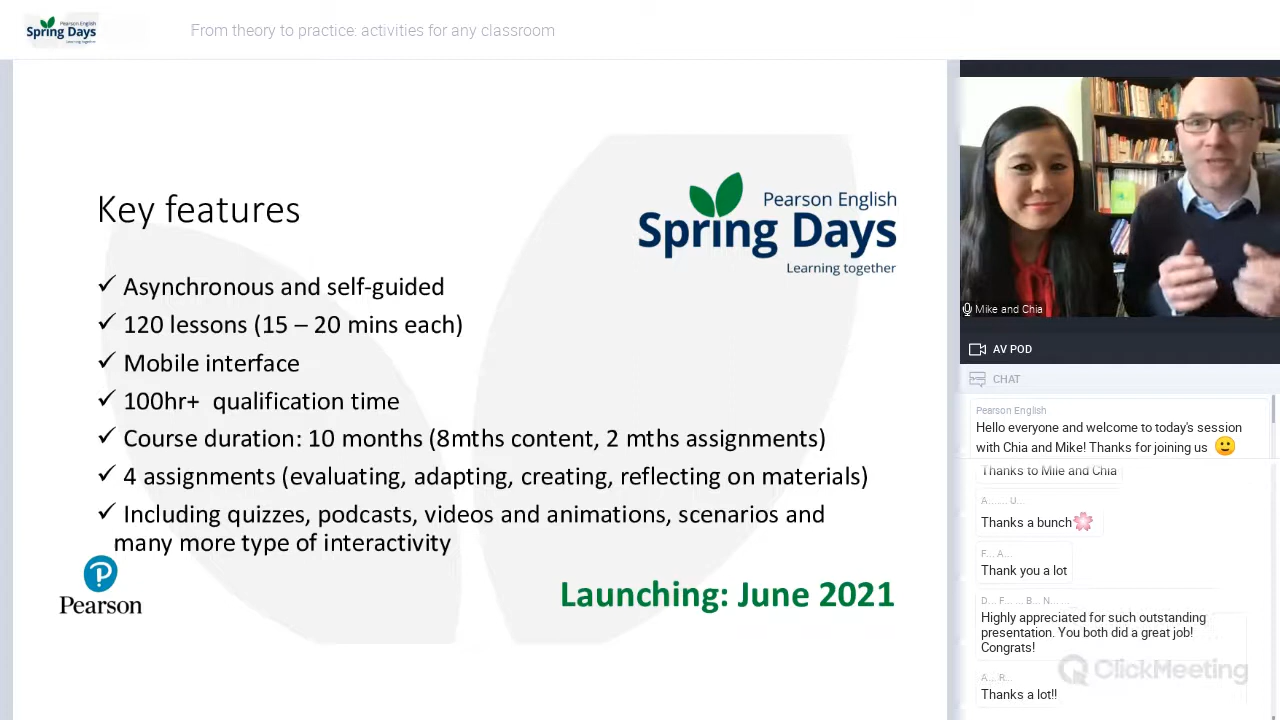 Pearson English
Spring Days
Learning together
From theory to practice: activities for any classroom
Key features
Pearson English
Spring Days
Learning together
✓ Asynchronous and self-guided
✓ 120 lessons (15 – 20 mins each)
✓ Mobile interface
✓ 100hr+ qualification time
✓ Course duration: 10 months (8mths content, 2 mths assignments)
✓ 4 assignments (evaluating, adapting, creating, reflecting on materials)
✓ Including quizzes, podcasts, videos and animations, scenarios and
many more type of interactivity
Pearson
Launching: June 2021
Mike and Chia
AV POD
CHAT
Pearson English
Hello everyone and welcome to today's session
with Chia and Mike! Thanks for joining us 🙂
Thanks to Mile and Chia
A...... U...
Thanks a bunch🌸
F... A...
Thank you a lot
D... F... ... B... N... ...
Highly appreciated for such outstanding
presentation. You both did a great job!
Congrats!
A... R...
Thanks a lot!!
ClickMeeting